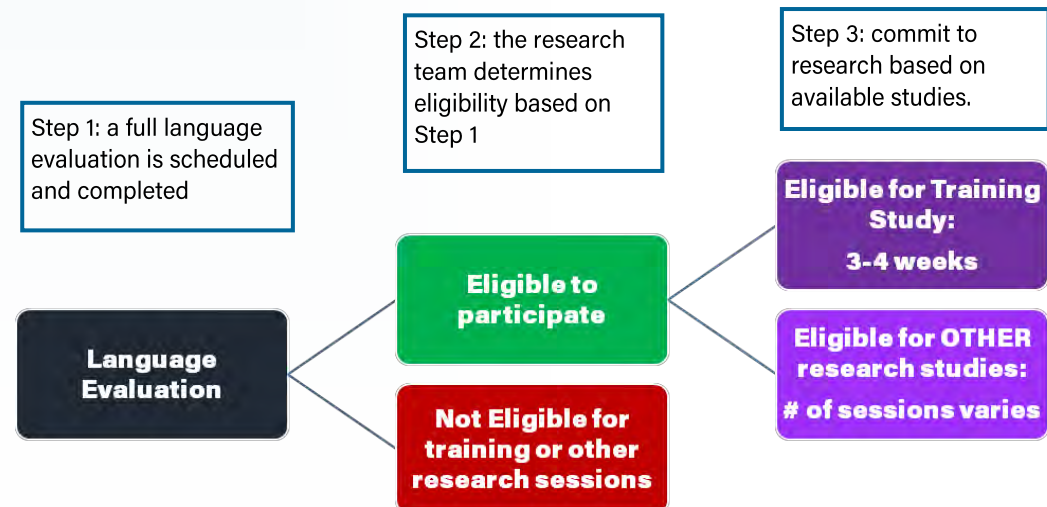 Step 1: a full language
evaluation is scheduled
and completed
Step 2: the research
team determines
eligibility based on
Step 1
Step 3: commit to
research based on
available studies.
Language
Evaluation
Eligible to
participate
Not Eligible for
training or other
research sessions
Eligible for Training
Study:
3-4 weeks
Eligible for OTHER
research studies:
# of sessions varies